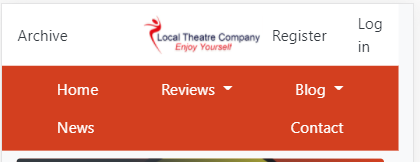 Archive
Local Theatre Company
Enjoy Yourself
Register
Log
in
Home
Reviews
Blog
News
Contact